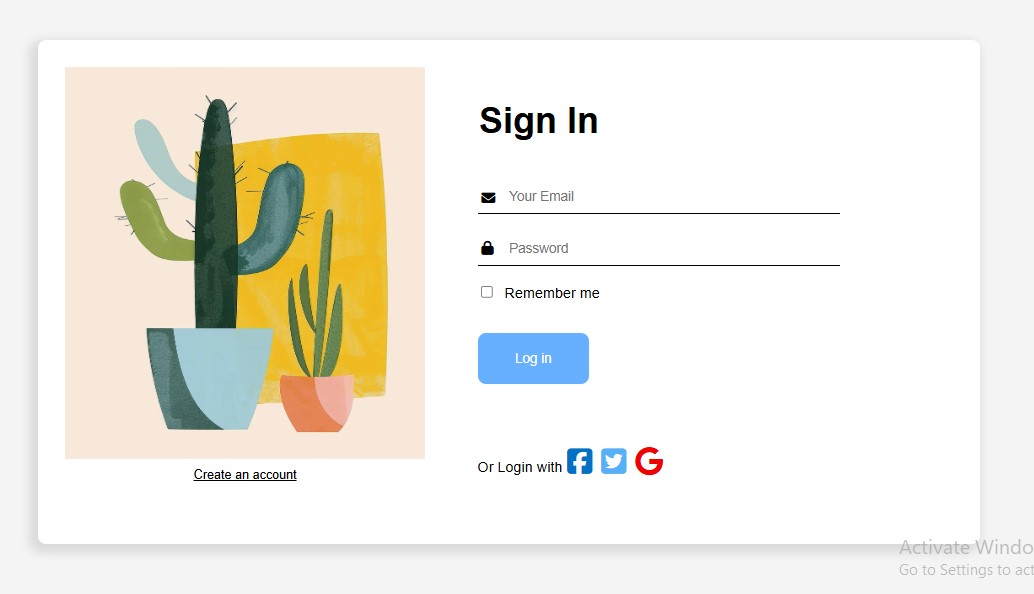 Sign In
Your Email
Password
Remember me
Log in
Create an account
Or Login with
Activate Windo
Go to Settings to act